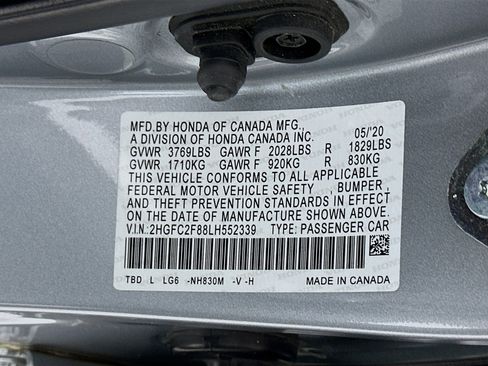 MFD.BY HONDA OF CANADA MFG., 05/'20
A DIVISION OF HONDA CANADA INC.
GVWR 3769LBS GAWR F 2028LBS R 1829LBS
GVWR 1710KG GAWR F 920KG R 830KG
THIS VEHICLE CONFORMS TO ALL APPLICABLE
FEDERAL MOTOR VEHICLE SAFETY , BUMPER, AND
THEFT PREVENTION STANDARDS IN EFFECT
ON THE DATE OF MANUFACTURE SHOWN ABOVE.
V.I.N.: 2HGFC2F88LH552339 TYPE: PASSENGER CAR
TBD L LG6 -NH830M -V -H MADE IN CANADA